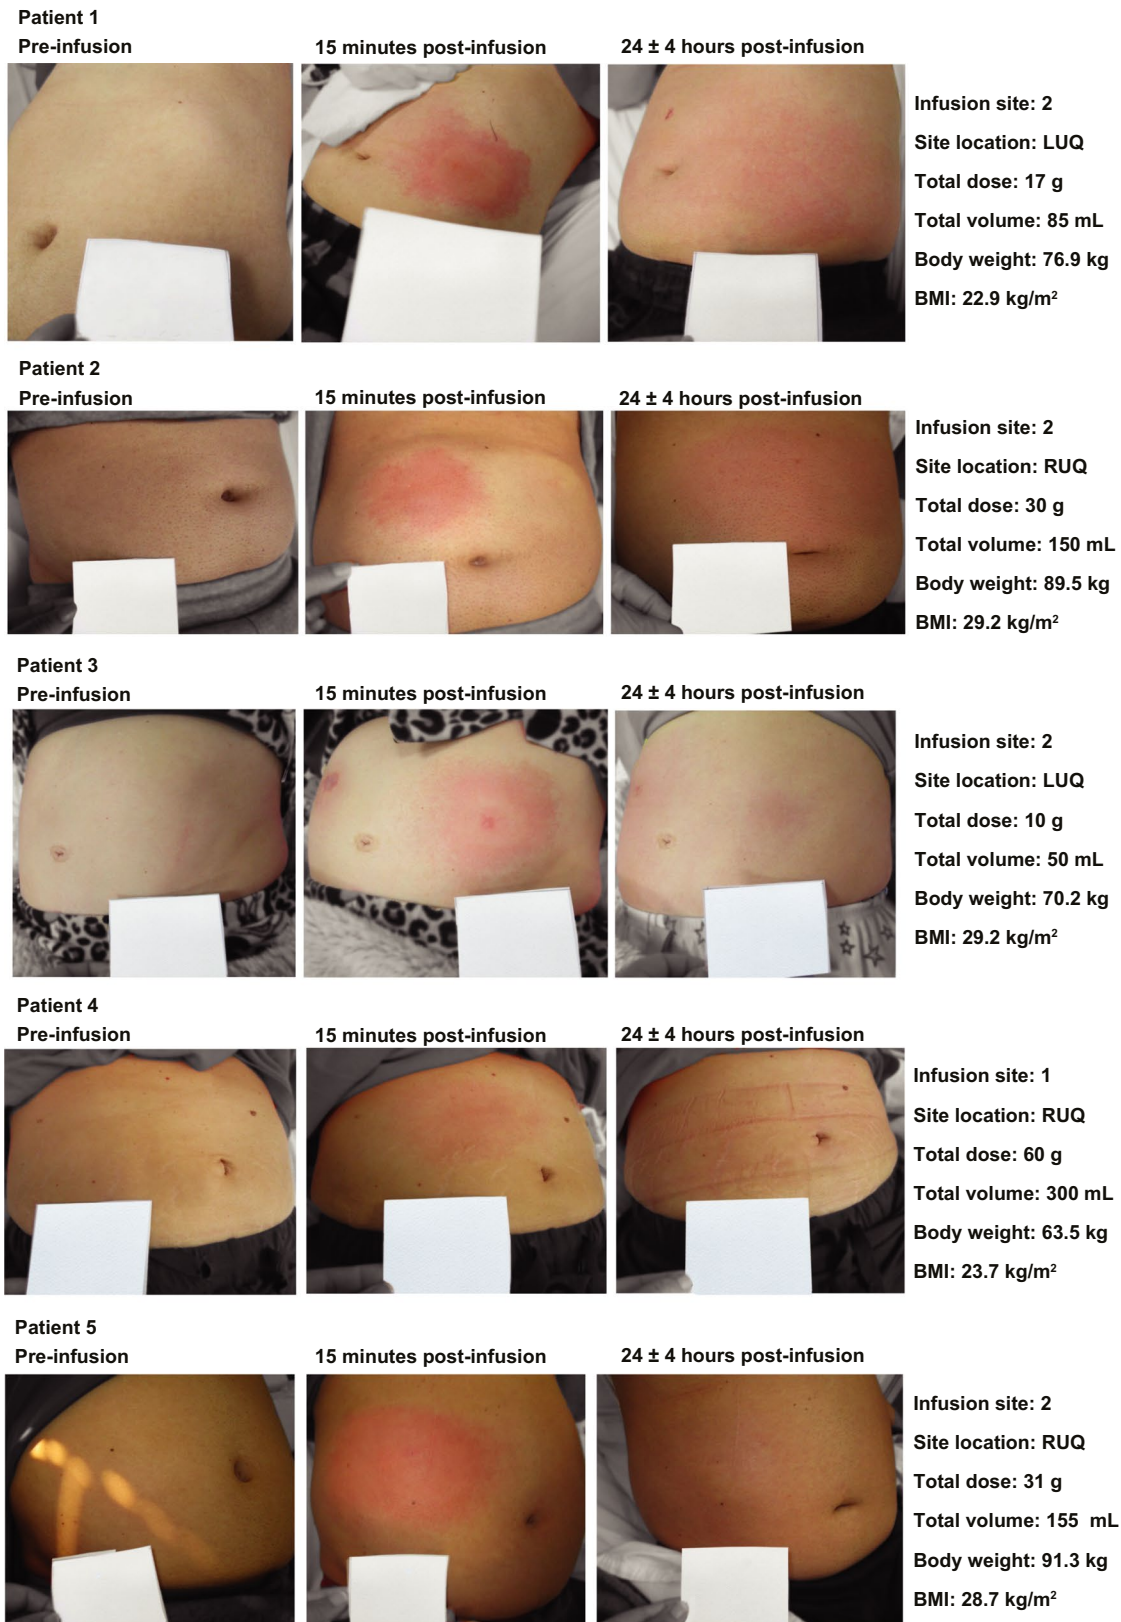 Patient 1
Pre-infusion
15 minutes post-infusion
24 ± 4 hours post-infusion
Infusion site: 2
Site location: LUQ
Total dose: 17 g
Total volume: 85 mL
Body weight: 76.9 kg
BMI: 22.9 kg/m²
Patient 2
Pre-infusion
15 minutes post-infusion
24 ± 4 hours post-infusion
Infusion site: 2
Site location: RUQ
Total dose: 30 g
Total volume: 150 mL
Body weight: 89.5 kg
BMI: 29.2 kg/m²
Patient 3
Pre-infusion
15 minutes post-infusion
24 ± 4 hours post-infusion
Infusion site: 2
Site location: LUQ
Total dose: 10 g
Total volume: 50 mL
Body weight: 70.2 kg
BMI: 29.2 kg/m²
Patient 4
Pre-infusion
15 minutes post-infusion
24 ± 4 hours post-infusion
Infusion site: 1
Site location: RUQ
Total dose: 60 g
Total volume: 300 mL
Body weight: 63.5 kg
BMI: 23.7 kg/m²
Patient 5
Pre-infusion
15 minutes post-infusion
24 ± 4 hours post-infusion
Infusion site: 2
Site location: RUQ
Total dose: 31 g
Total volume: 155 mL
Body weight: 91.3 kg
BMI: 28.7 kg/m²